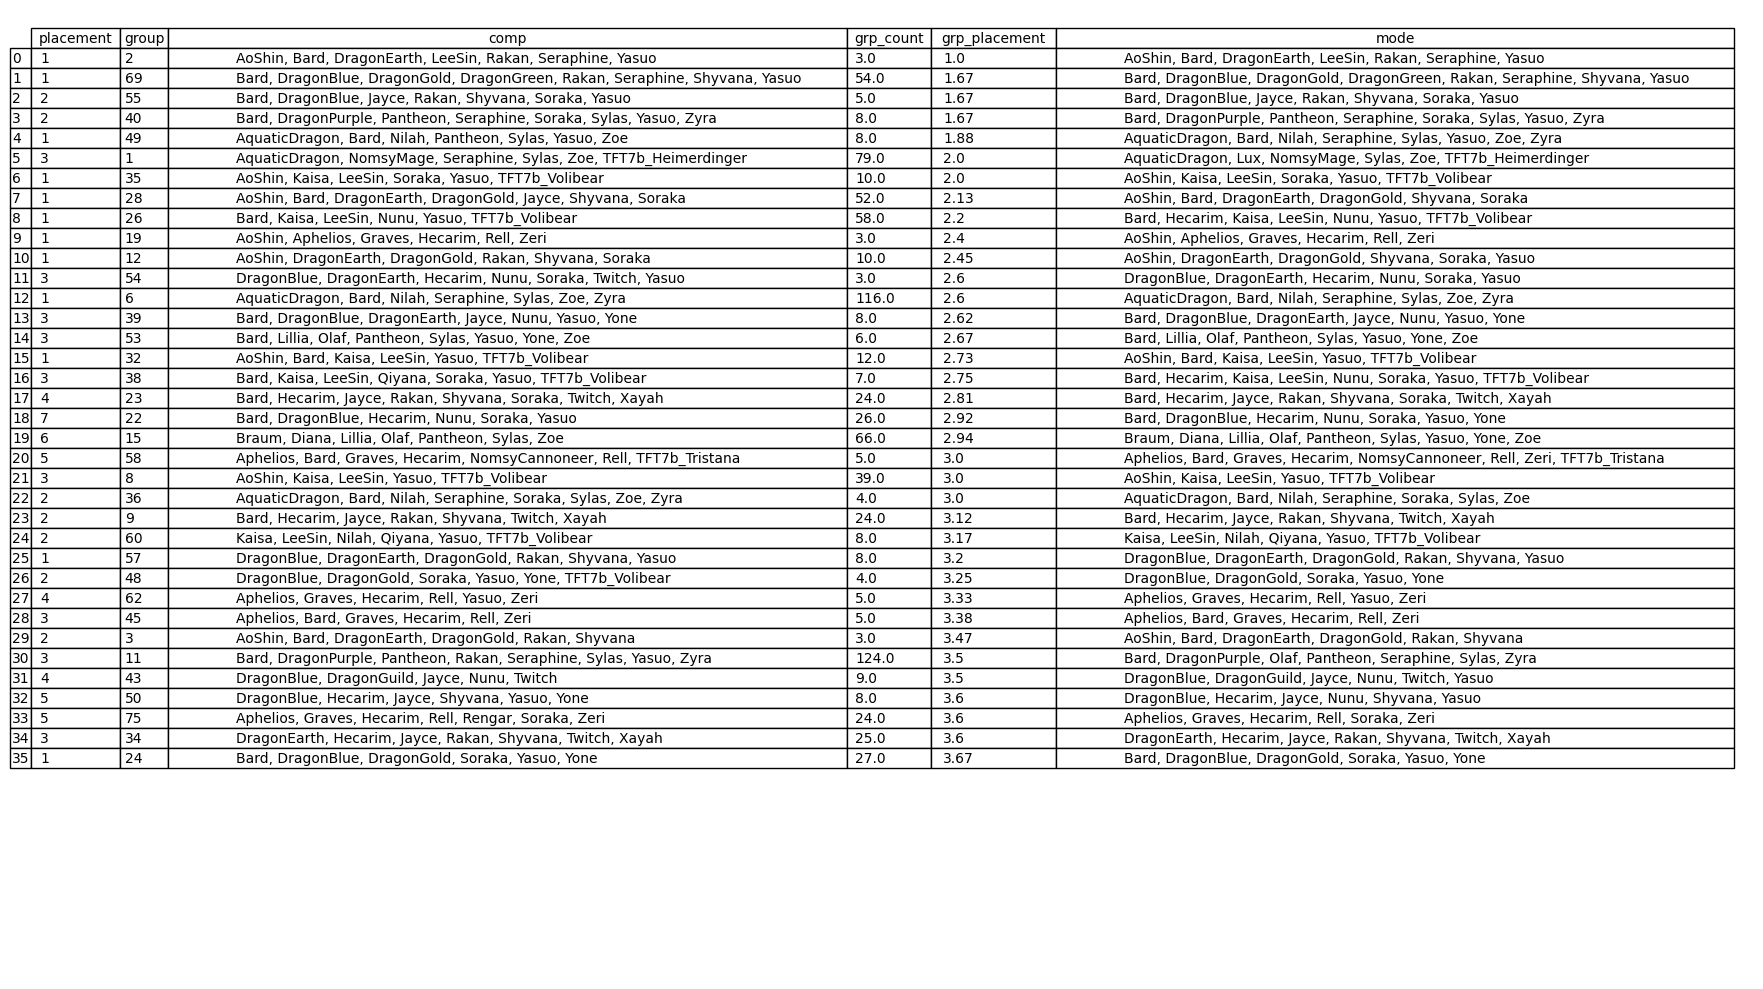 placement group comp grp_count grp_placement mode
0 1 2 AoShin, Bard, DragonEarth, LeeSin, Rakan, Seraphine, Yasuo 3.0 1.0 AoShin, Bard, DragonEarth, LeeSin, Rakan, Seraphine, Yasuo
1 1 69 Bard, DragonBlue, DragonGold, DragonGreen, Rakan, Seraphine, Shyvana, Yasuo 54.0 1.67 Bard, DragonBlue, DragonGold, DragonGreen, Rakan, Seraphine, Shyvana, Yasuo
2 2 55 Bard, DragonBlue, Jayce, Rakan, Shyvana, Soraka, Yasuo 5.0 1.67 Bard, DragonBlue, Jayce, Rakan, Shyvana, Soraka, Yasuo
3 2 40 Bard, DragonPurple, Pantheon, Seraphine, Soraka, Sylas, Yasuo, Zyra 8.0 1.67 Bard, DragonPurple, Pantheon, Seraphine, Soraka, Sylas, Yasuo, Zyra
4 1 49 AquaticDragon, Bard, Nilah, Pantheon, Sylas, Yasuo, Zoe 8.0 1.88 AquaticDragon, Bard, Nilah, Seraphine, Sylas, Yasuo, Zoe, Zyra
5 3 1 AquaticDragon, NomsyMage, Seraphine, Sylas, Zoe, TFT7b_Heimerdinger 79.0 2.0 AquaticDragon, Lux, NomsyMage, Sylas, Zoe, TFT7b_Heimerdinger
6 1 35 AoShin, Kaisa, LeeSin, Soraka, Yasuo, TFT7b_Volibear 10.0 2.0 AoShin, Kaisa, LeeSin, Soraka, Yasuo, TFT7b_Volibear
7 1 28 AoShin, Bard, DragonEarth, DragonGold, Jayce, Shyvana, Soraka 52.0 2.13 AoShin, Bard, DragonEarth, DragonGold, Shyvana, Soraka
8 1 26 Bard, Kaisa, LeeSin, Nunu, Yasuo, TFT7b_Volibear 58.0 2.2 Bard, Hecarim, Kaisa, LeeSin, Nunu, Yasuo, TFT7b_Volibear
9 1 19 AoShin, Aphelios, Graves, Hecarim, Rell, Zeri 3.0 2.4 AoShin, Aphelios, Graves, Hecarim, Rell, Zeri
10 1 12 AoShin, DragonEarth, DragonGold, Rakan, Shyvana, Soraka 10.0 2.45 AoShin, DragonEarth, DragonGold, Shyvana, Soraka, Yasuo
11 3 54 DragonBlue, DragonEarth, Hecarim, Nunu, Soraka, Twitch, Yasuo 3.0 2.6 DragonBlue, DragonEarth, Hecarim, Nunu, Soraka, Yasuo
12 1 6 AquaticDragon, Bard, Nilah, Seraphine, Sylas, Zoe, Zyra 116.0 2.6 AquaticDragon, Bard, Nilah, Seraphine, Sylas, Zoe, Zyra
13 3 39 Bard, DragonBlue, DragonEarth, Jayce, Nunu, Yasuo, Yone 8.0 2.62 Bard, DragonBlue, DragonEarth, Jayce, Nunu, Yasuo, Yone
14 3 53 Bard, Lillia, Olaf, Pantheon, Sylas, Yasuo, Yone, Zoe 6.0 2.67 Bard, Lillia, Olaf, Pantheon, Sylas, Yasuo, Yone, Zoe
15 1 32 AoShin, Bard, Kaisa, LeeSin, Yasuo, TFT7b_Volibear 12.0 2.73 AoShin, Bard, Kaisa, LeeSin, Yasuo, TFT7b_Volibear
16 3 38 Bard, Kaisa, LeeSin, Qiyana, Soraka, Yasuo, TFT7b_Volibear 7.0 2.75 Bard, Hecarim, Kaisa, LeeSin, Nunu, Soraka, Yasuo, TFT7b_Volibear
17 4 23 Bard, Hecarim, Jayce, Rakan, Shyvana, Soraka, Twitch, Xayah 24.0 2.81 Bard, Hecarim, Jayce, Rakan, Shyvana, Soraka, Twitch, Xayah
18 7 22 Bard, DragonBlue, Hecarim, Nunu, Soraka, Yasuo 26.0 2.92 Bard, DragonBlue, Hecarim, Nunu, Soraka, Yasuo, Yone
19 6 15 Braum, Diana, Lillia, Olaf, Pantheon, Sylas, Zoe 66.0 2.94 Braum, Diana, Lillia, Olaf, Pantheon, Sylas, Yasuo, Yone, Zoe
20 5 58 Aphelios, Bard, Graves, Hecarim, NomsyCannoneer, Rell, TFT7b_Tristana 5.0 3.0 Aphelios, Bard, Graves, Hecarim, NomsyCannoneer, Rell, Zeri, TFT7b_Tristana
21 3 8 AoShin, Kaisa, LeeSin, Yasuo, TFT7b_Volibear 39.0 3.0 AoShin, Kaisa, LeeSin, Yasuo, TFT7b_Volibear
22 2 36 AquaticDragon, Bard, Nilah, Seraphine, Soraka, Sylas, Zoe, Zyra 4.0 3.0 AquaticDragon, Bard, Nilah, Seraphine, Soraka, Sylas, Zoe
23 2 9 Bard, Hecarim, Jayce, Rakan, Shyvana, Twitch, Xayah 24.0 3.12 Bard, Hecarim, Jayce, Rakan, Shyvana, Twitch, Xayah
24 2 60 Kaisa, LeeSin, Nilah, Qiyana, Yasuo, TFT7b_Volibear 8.0 3.17 Kaisa, LeeSin, Nilah, Qiyana, Yasuo, TFT7b_Volibear
25 1 57 DragonBlue, DragonEarth, DragonGold, Rakan, Shyvana, Yasuo 8.0 3.2 DragonBlue, DragonEarth, DragonGold, Rakan, Shyvana, Yasuo
26 2 48 DragonBlue, DragonGold, Soraka, Yasuo, Yone, TFT7b_Volibear 4.0 3.25 DragonBlue, DragonGold, Soraka, Yasuo, Yone
27 4 62 Aphelios, Graves, Hecarim, Rell, Yasuo, Zeri 5.0 3.33 Aphelios, Graves, Hecarim, Rell, Yasuo, Zeri
28 3 45 Aphelios, Bard, Graves, Hecarim, Rell, Zeri 5.0 3.38 Aphelios, Bard, Graves, Hecarim, Rell, Zeri
29 2 3 AoShin, Bard, DragonEarth, DragonGold, Rakan, Shyvana 3.0 3.47 AoShin, Bard, DragonEarth, DragonGold, Rakan, Shyvana
30 3 11 Bard, DragonPurple, Pantheon, Rakan, Seraphine, Sylas, Yasuo, Zyra 124.0 3.5 Bard, DragonPurple, Olaf, Pantheon, Seraphine, Sylas, Zyra
31 4 43 DragonBlue, DragonGuild, Jayce, Nunu, Twitch 9.0 3.5 DragonBlue, DragonGuild, Jayce, Nunu, Twitch, Yasuo
32 5 50 DragonBlue, Hecarim, Jayce, Shyvana, Yasuo, Yone 8.0 3.6 DragonBlue, Hecarim, Jayce, Nunu, Shyvana, Yasuo
33 5 75 Aphelios, Graves, Hecarim, Rell, Rengar, Soraka, Zeri 24.0 3.6 Aphelios, Graves, Hecarim, Rell, Soraka, Zeri
34 3 34 DragonEarth, Hecarim, Jayce, Rakan, Shyvana, Twitch, Xayah 25.0 3.6 DragonEarth, Hecarim, Jayce, Rakan, Shyvana, Twitch, Xayah
35 1 24 Bard, DragonBlue, DragonGold, Soraka, Yasuo, Yone 27.0 3.67 Bard, DragonBlue, DragonGold, Soraka, Yasuo, Yone